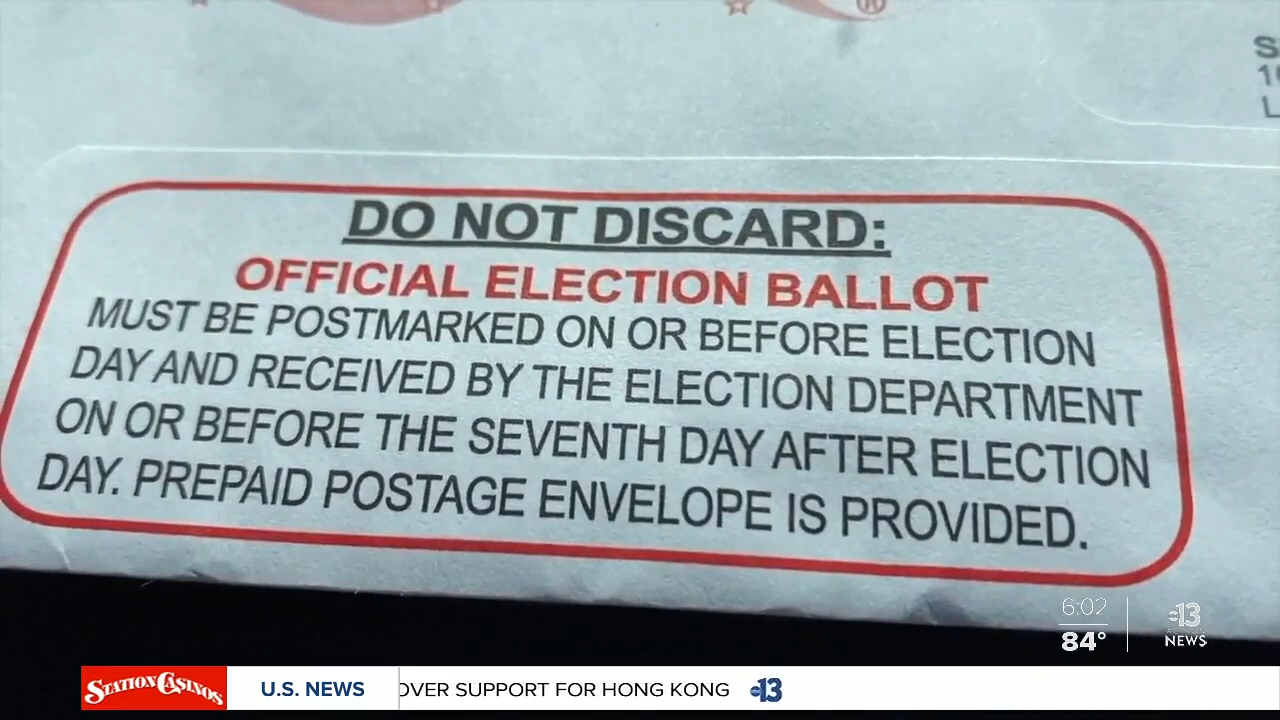 ®
S
1
L
DO NOT DISCARD:
OFFICIAL ELECTION BALLOT
MUST BE POSTMARKED ON OR BEFORE ELECTION
DAY AND RECEIVED BY THE ELECTION DEPARTMENT
ON OR BEFORE THE SEVENTH DAY AFTER ELECTION
DAY. PREPAID POSTAGE ENVELOPE IS PROVIDED.
6:02
84°
13
NEWS
STATION CASINOS
U.S. NEWS
OVER SUPPORT FOR HONG KONG
13